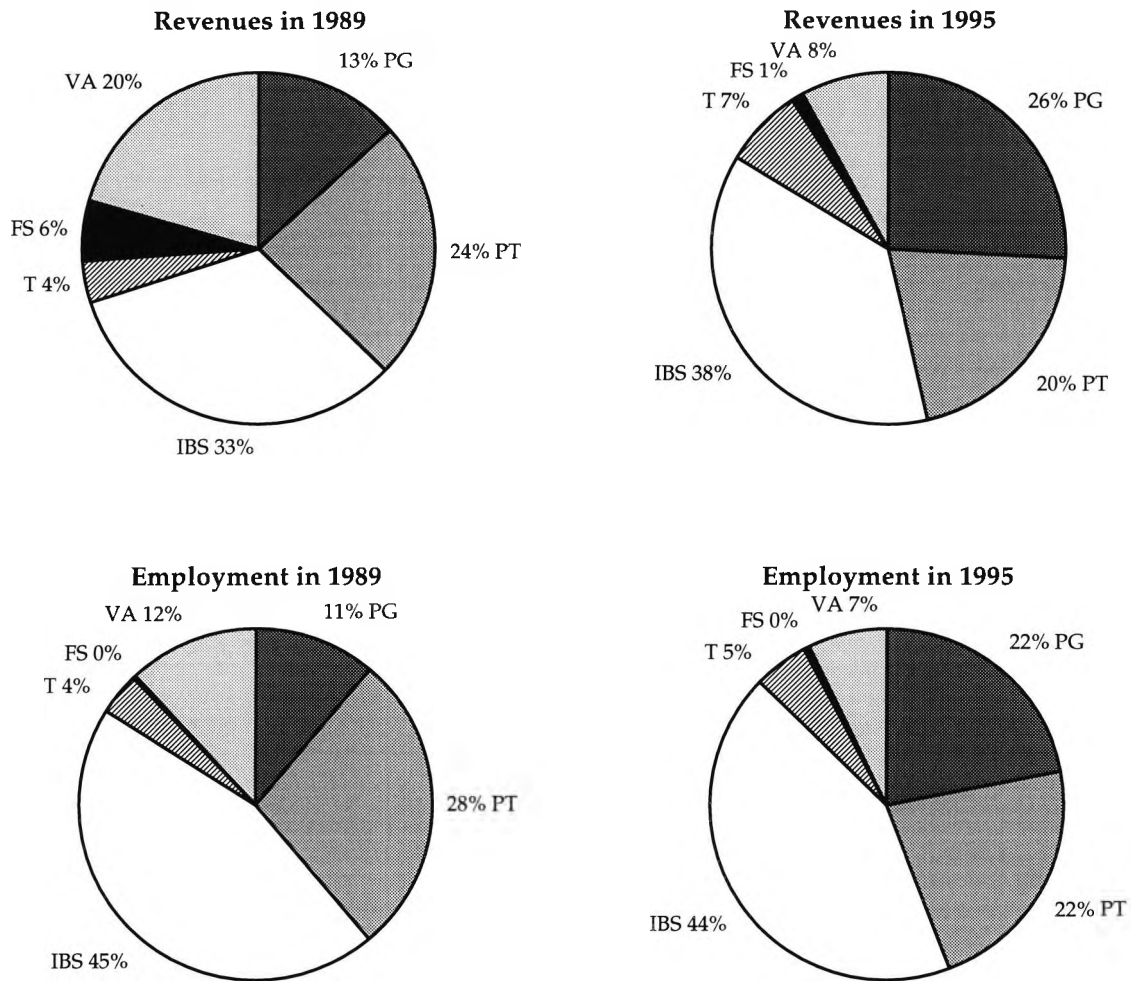 Revenues in 1989
VA 20%
13% PG
FS 6%
24% PT
T 4%
IBS 33%
Revenues in 1995
VA 8%
FS 1%
T 7%
26% PG
IBS 38%
20% PT
Employment in 1989
VA 12%
11% PG
FS 0%
T 4%
28% PT
IBS 45%
Employment in 1995
VA 7%
FS 0%
T 5%
22% PG
IBS 44%
22% PT